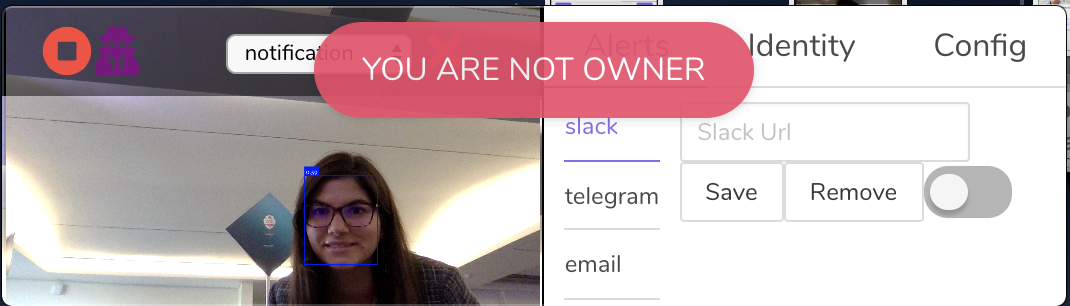 notification
Alerts
Identity
Config
YOU ARE NOT OWNER
slack
Slack Url
Save
Remove
telegram
email